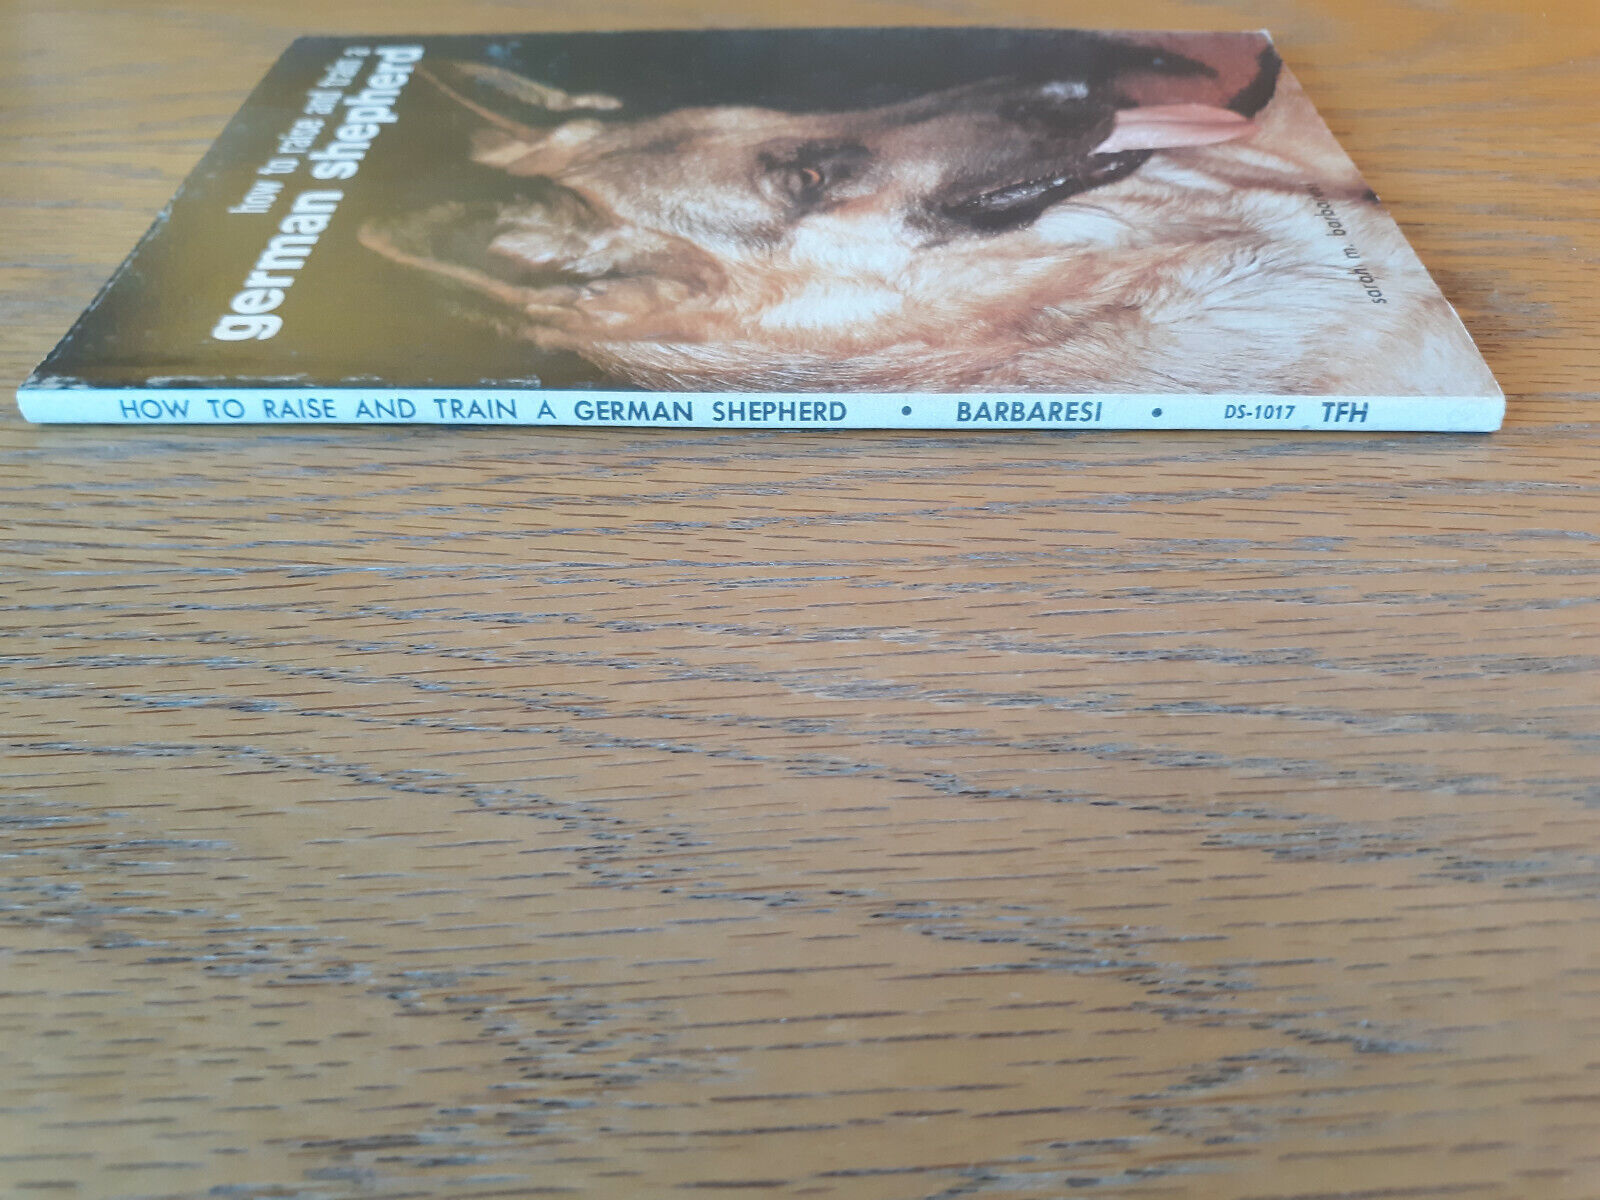 how to raise and train a
german shepherd
sarah m. barbaresi
HOW TO RAISE AND TRAIN A GERMAN SHEPHERD • BARBARESI • DS-1017 TFH